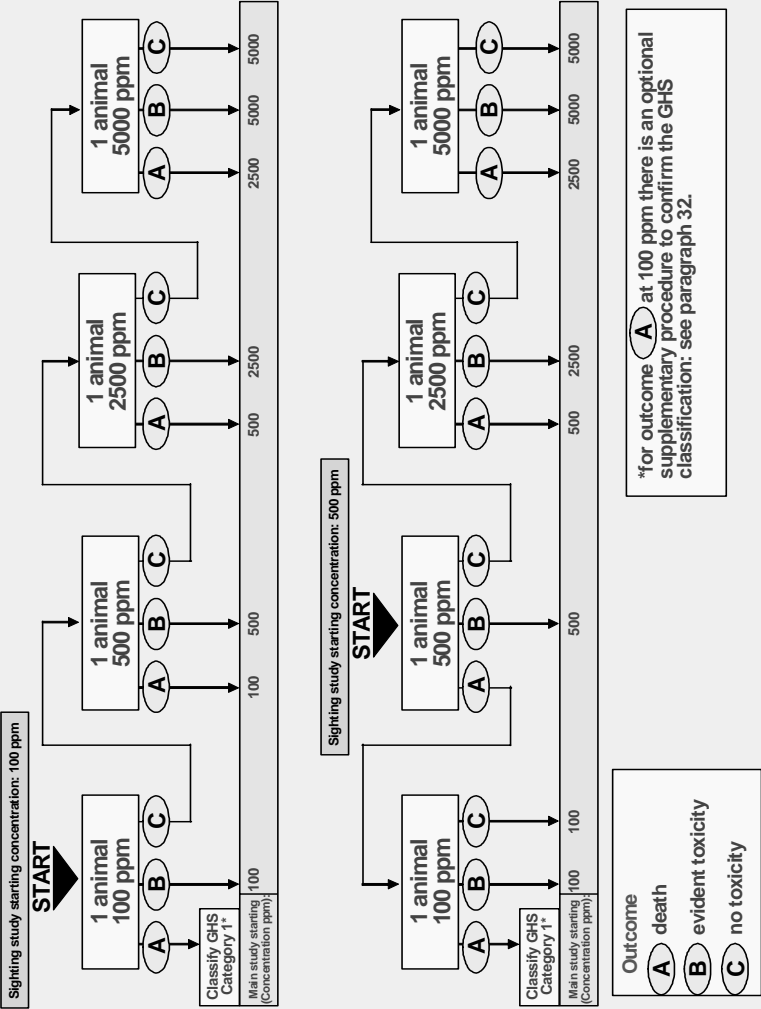 Sighting study starting concentration: 100 ppm
START
1 animal
100 ppm
1 animal
500 ppm
1 animal
2500 ppm
1 animal
5000 ppm
A
B
C
A
B
C
A
B
C
A
B
C
Classify GHS
Category 1*
Main study starting
(Concentration ppm):
100
100
500
500
2500
2500
5000
5000
Sighting study starting concentration: 500 ppm
START
1 animal
100 ppm
1 animal
500 ppm
1 animal
2500 ppm
1 animal
5000 ppm
A
B
C
A
B
C
A
B
C
A
B
C
Classify GHS
Category 1*
Main study starting
(Concentration ppm):
100
100
500
500
2500
2500
5000
5000
Outcome
A death
B evident toxicity
C no toxicity
*for outcome A at 100 ppm there is an optional
supplementary procedure to confirm the GHS
classification: see paragraph 32.